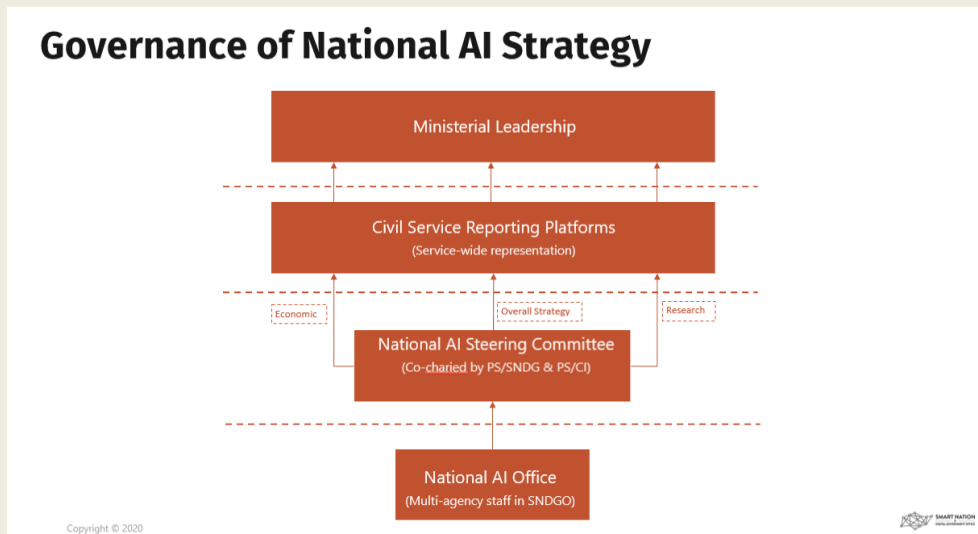 Governance of National AI Strategy
Ministerial Leadership
Civil Service Reporting Platforms
(Service-wide representation)
Economic
Overall Strategy
Research
National AI Steering Committee
(Co-charied by PS/SNDG & PS/CI)
National AI Office
(Multi-agency staff in SNDGO)
Copyright © 2020
SMART NATION